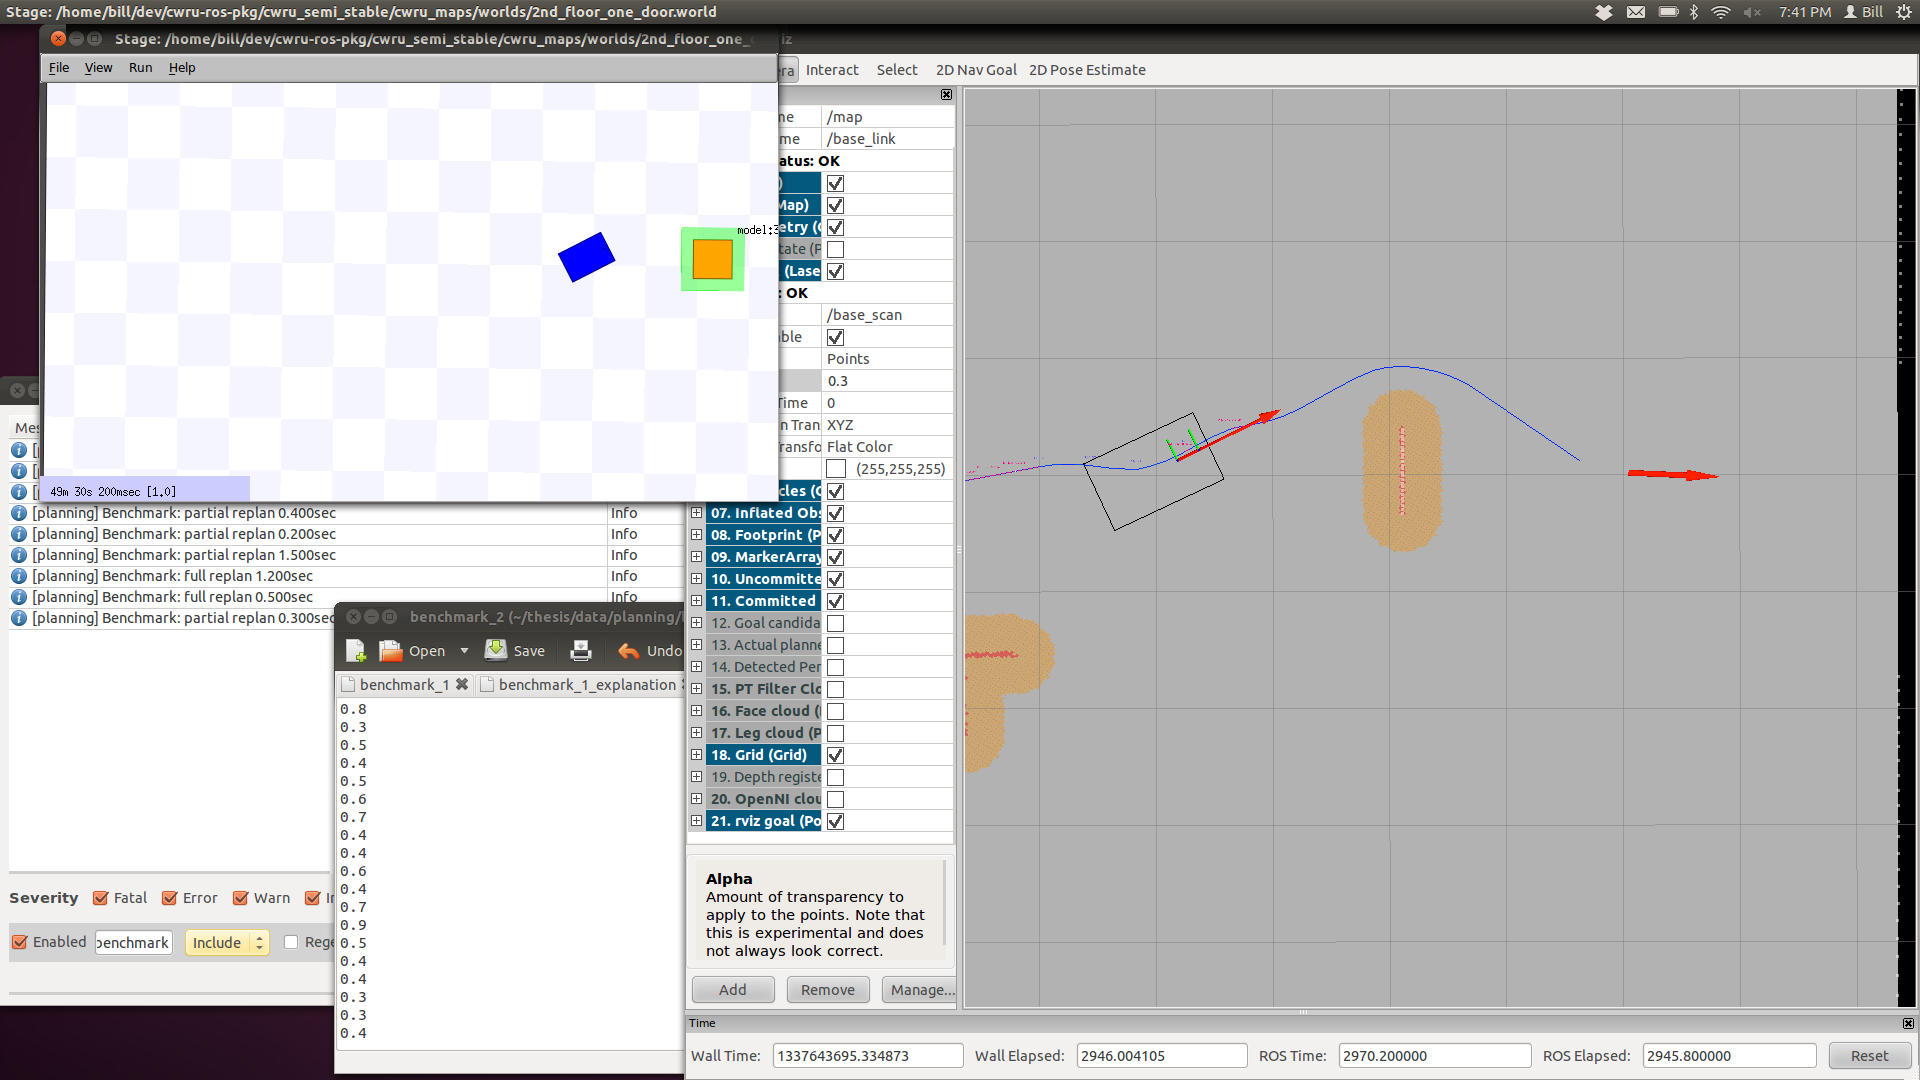 Stage: /home/bill/dev/cwru-ros-pkg/cwru_semi_stable/cwru_maps/worlds/2nd_floor_one_door.world
7:41 PM Bill
Stage: /home/bill/dev/cwru-ros-pkg/cwru_semi_stable/cwru_maps/worlds/2nd_floor_one_
iz
File View Run Help
era Interact Select 2D Nav Goal 2D Pose Estimate
model:3
49m 30s 200msec [1.0]
me /map
me /base_link
atus: OK
)
Map)
etry (
tate (P
(Lase
: OK
/base_scan
ble
Points
0.3
Time 0
n Tran XYZ
ransfo Flat Color
(255,255,255)
cles (
07. Inflated Obs
08. Footprint (P
09. MarkerArray
10. Uncommitte
11. Committed
12. Goal candida
13. Actual planne
14. Detected Per
15. PT Filter Clo
16. Face cloud (
17. Leg cloud (P
18. Grid (Grid)
19. Depth registe
20. OpenNI clou
21. rviz goal (Po
Alpha
Amount of transparency to
apply to the points. Note that
this is experimental and does
not always look correct.
Add Remove Manage...
Mes
[planning] Benchmark: partial replan 0.400sec Info
[planning] Benchmark: partial replan 0.200sec Info
[planning] Benchmark: partial replan 1.500sec Info
[planning] Benchmark: full replan 1.200sec Info
[planning] Benchmark: full replan 0.500sec Info
[planning] Benchmark: partial replan 0.300sec
Severity Fatal Error Warn
Enabled benchmark Include Rege
benchmark_2 (~/thesis/data/planning/
Open Save Undo
benchmark_1 benchmark_1_explanation
0.8
0.3
0.5
0.4
0.5
0.6
0.7
0.4
0.4
0.6
0.4
0.7
0.9
0.5
0.4
0.4
0.3
0.3
0.4
Time
Wall Time: 1337643695.334873 Wall Elapsed: 2946.004105 ROS Time: 2970.200000 ROS Elapsed: 2945.800000 Reset